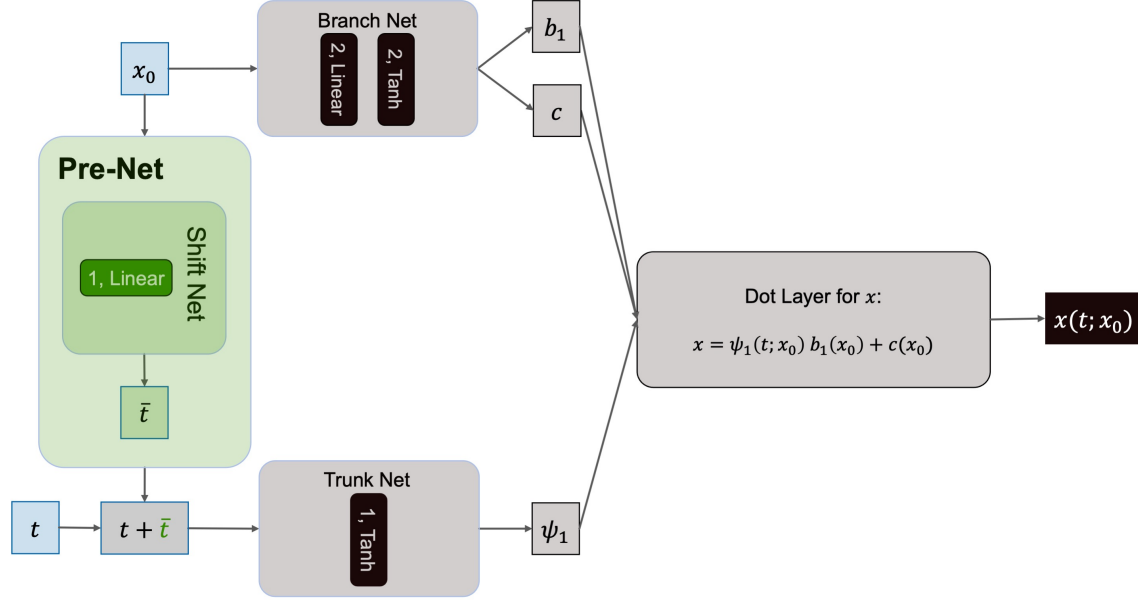 Branch Net
2, Linear
2, Tanh
b₁
x₀
c
Pre-Net
Shift Net
1, Linear
t̄
Dot Layer for x:
x = ψ₁(t; x₀) b₁(x₀) + c(x₀)
x(t; x₀)
Trunk Net
1, Tanh
t
t + t̄
ψ₁